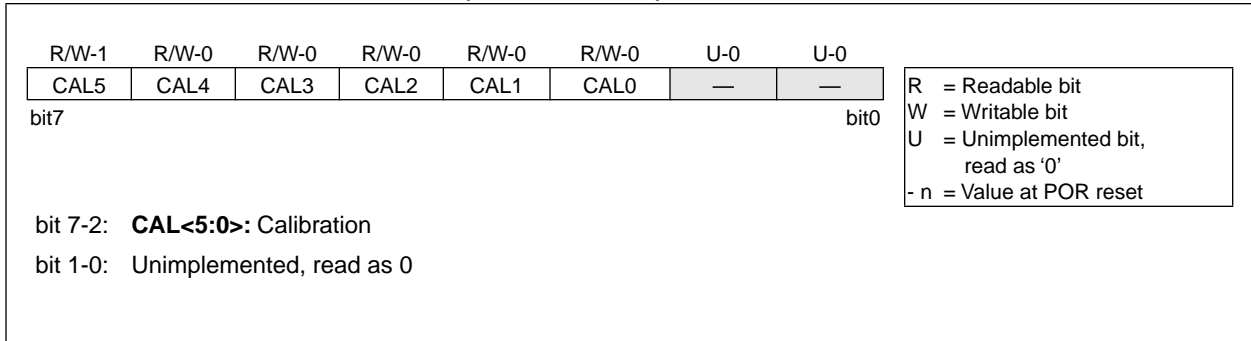 R/W-1 R/W-0 R/W-0 R/W-0 R/W-0 R/W-0 U-0 U-0
CAL5 CAL4 CAL3 CAL2 CAL1 CAL0 — —
bit7 bit0
R = Readable bit
W = Writable bit
U = Unimplemented bit,
read as ‘0’
- n = Value at POR reset
bit 7-2: CAL<5:0>: Calibration
bit 1-0: Unimplemented, read as 0